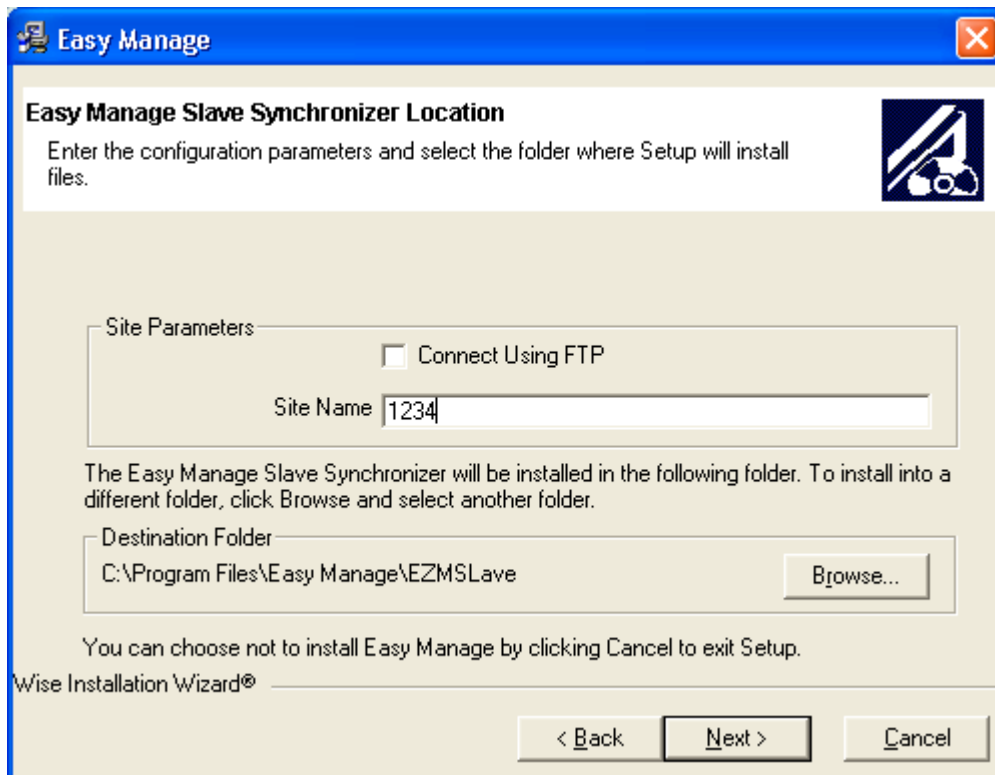 Easy Manage
Easy Manage Slave Synchronizer Location
Enter the configuration parameters and select the folder where Setup will install
files.
Site Parameters
Connect Using FTP
Site Name 1234
The Easy Manage Slave Synchronizer will be installed in the following folder. To install into a
different folder, click Browse and select another folder.
Destination Folder
C:\Program Files\Easy Manage\EZMSLave
Browse...
You can choose not to install Easy Manage by clicking Cancel to exit Setup.
Wise Installation Wizard®
< Back Next > Cancel